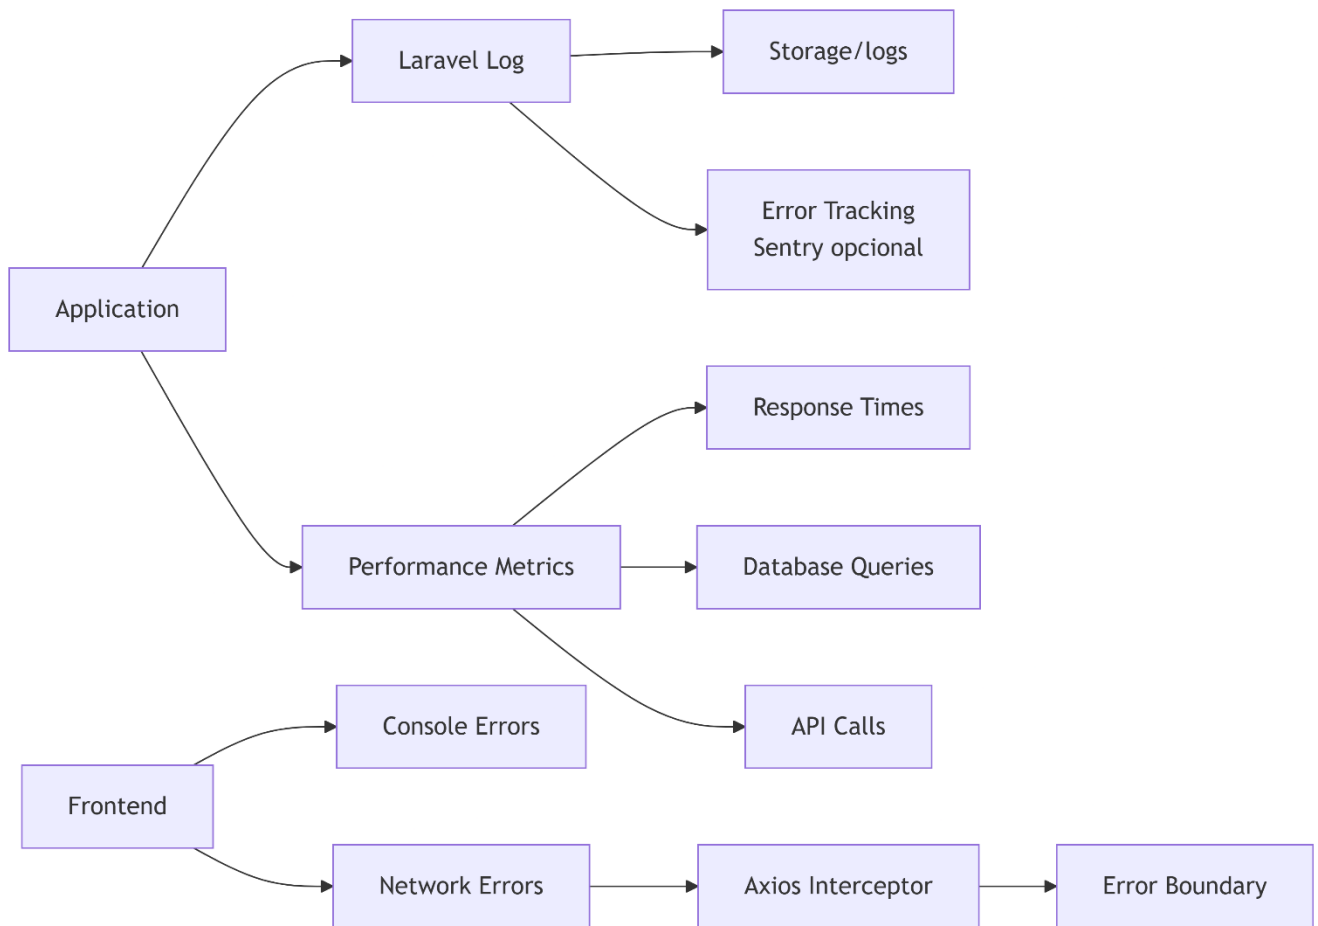 Laravel Log
Storage/logs
Error Tracking
Sentry opcional
Application
Response Times
Performance Metrics
Database Queries
Console Errors
API Calls
Frontend
Network Errors
Axios Interceptor
Error Boundary